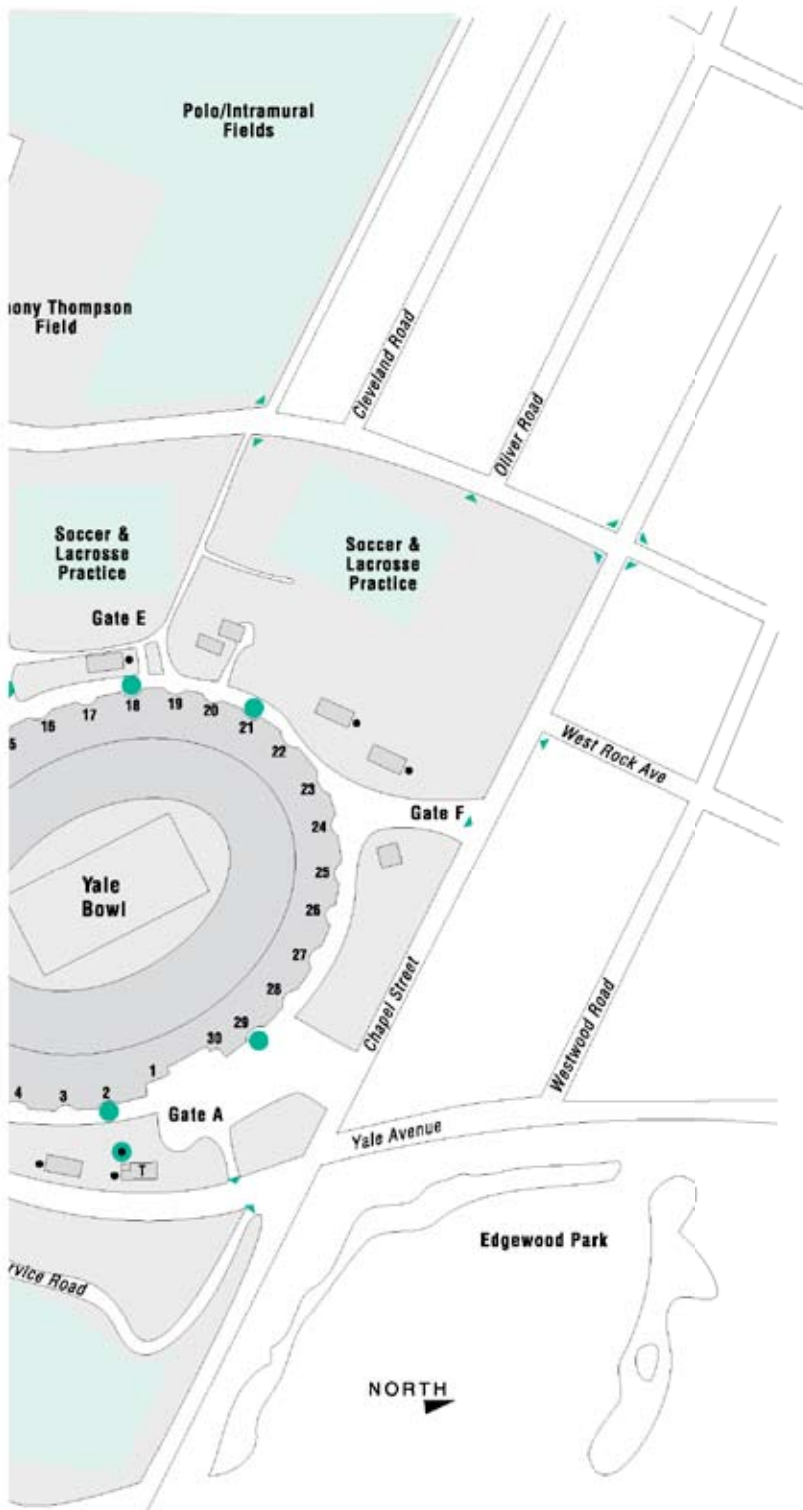 Polo/Intramural
Fields
hony Thompson
Field
Cleveland Road
Oliver Road
Soccer &
Lacrosse
Practice
Soccer &
Lacrosse
Practice
Gate E
West Rock Ave
5
16
17
18
19
20
21
22
23
24
25
26
27
28
29
30
1
2
3
4
Gate F
Yale
Bowl
Chapel Street
Westwood Road
Gate A
Yale Avenue
T
Edgewood Park
rvice Road
NORTH